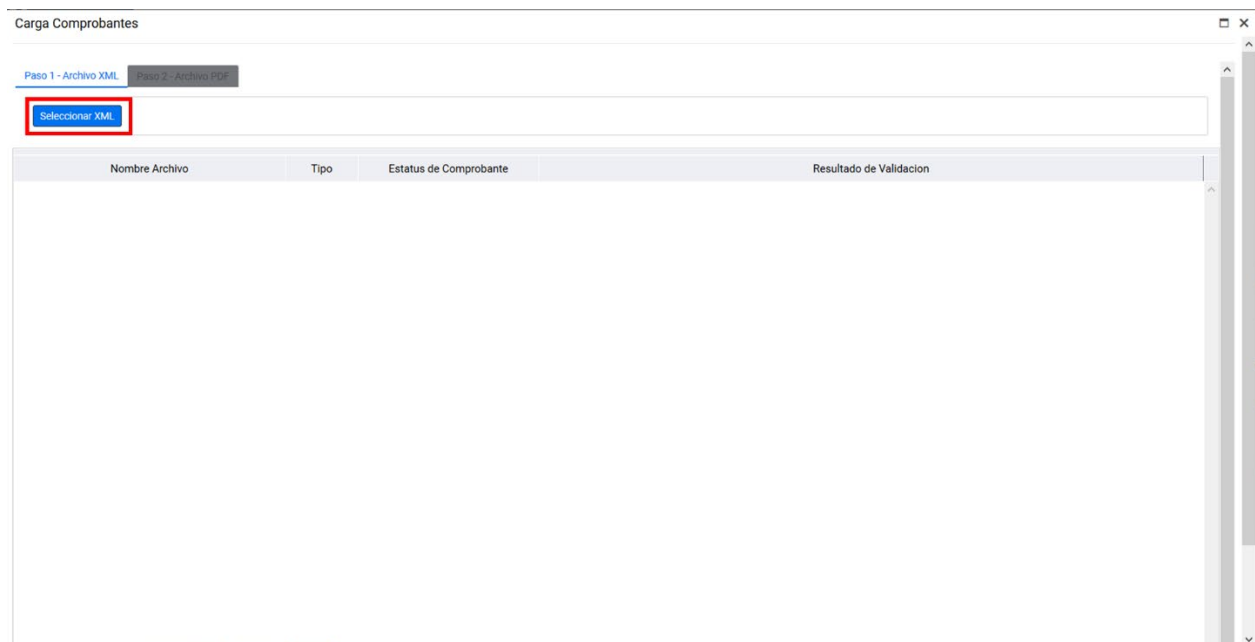 Carga Comprobantes
Paso 1 - Archivo XML Paso 2 - Archivo PDF
Seleccionar XML
Nombre Archivo Tipo Estatus de Comprobante Resultado de Validacion